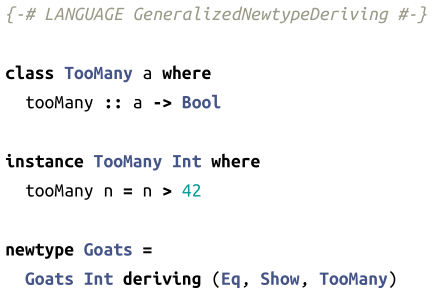 {-# LANGUAGE GeneralizedNewtypeDeriving #-}
class TooMany a where
  tooMany :: a -> Bool
instance TooMany Int where
  tooMany n = n > 42
newtype Goats =
  Goats Int deriving (Eq, Show, TooMany)